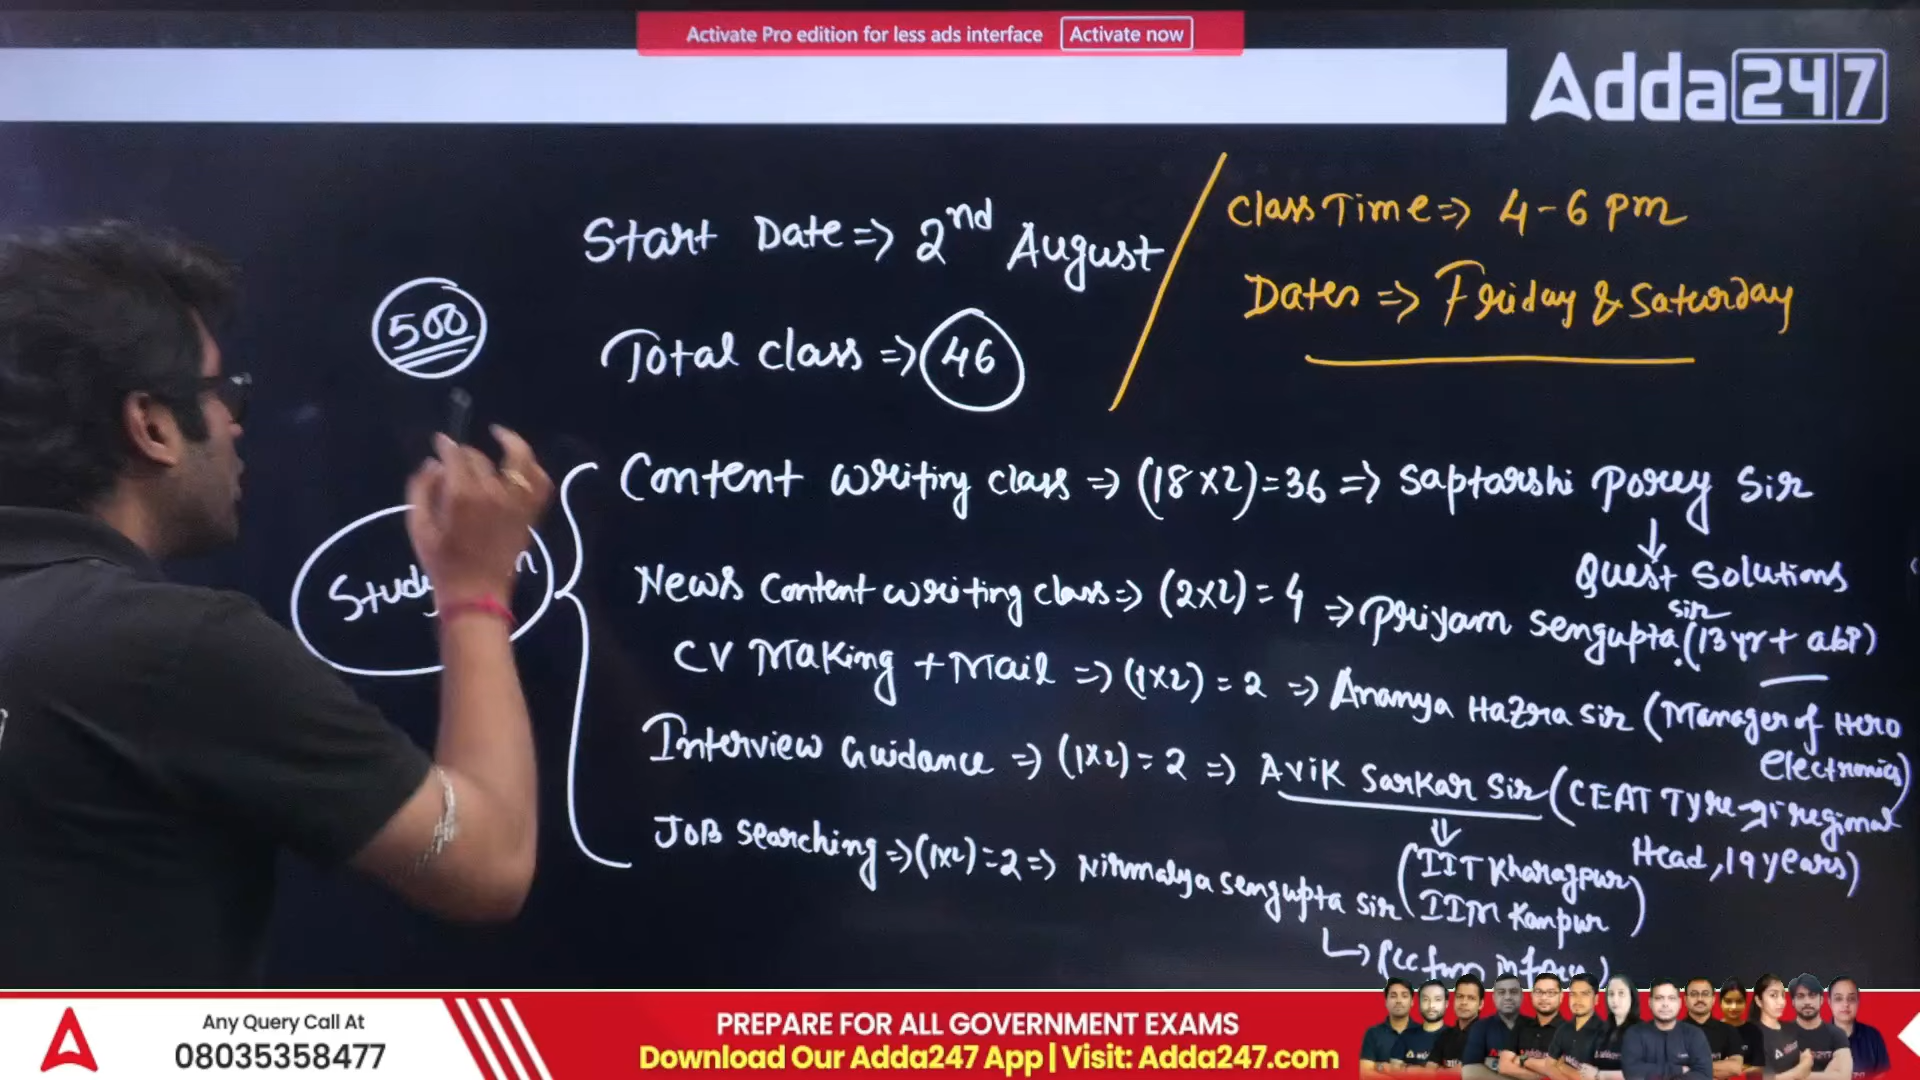 Activate Pro edition for less ads interface Activate now
Adda247
Start Date => 2nd August
Class Time => 4-6 pm
Dates => Friday & Saturday
500
Total class => 46
Content writing class => (18x2)=36 => Saptarshi Porey Sir
Quest Solutions
Study
News Content writing class => (2x2)=4 => Priyam Sengupta sir (13 yr + abp)
CV Making + Mail => (1x2)=2 => Ananya Hazra Sir (Manager of Hero Electronics)
Interview Guidance => (1x2)=2 => Avik Sarkar Sir (CEAT Tyre regional Head, 19 years)
(IIT Kharagpur
IIM Kanpur)
Job Searching => (1x2)=2 => Nirmalya Sengupta sir
Any Query Call At
08035358477
PREPARE FOR ALL GOVERNMENT EXAMS
Download Our Adda247 App | Visit: Adda247.com